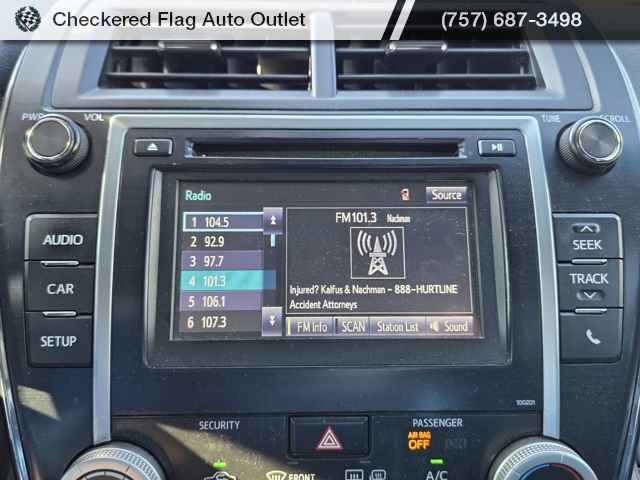 Checkered Flag Auto Outlet
(757) 687-3498
PWR VOL
TUNE SCROLL
Radio
Source
1 104.5
2 92.9
3 97.7
4 101.3
5 106.1
6 107.3
FM101.3 Nachman
Injured? Kalfus & Nachman - 888-HURTLINE
Accident Attorneys
FM Info
SCAN
Station List
Sound
AUDIO
CAR
SETUP
SEEK
TRACK
100201
SECURITY
PASSENGER
AIR BAG
OFF
ON
FRONT
A/C